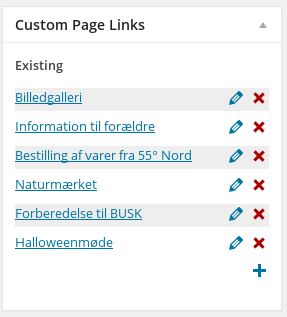 Custom Page Links
Existing
Billedgalleri
Information til forældre
Bestilling af varer fra 55° Nord
Naturmærket
Forberedelse til BUSK
Halloweenmøde